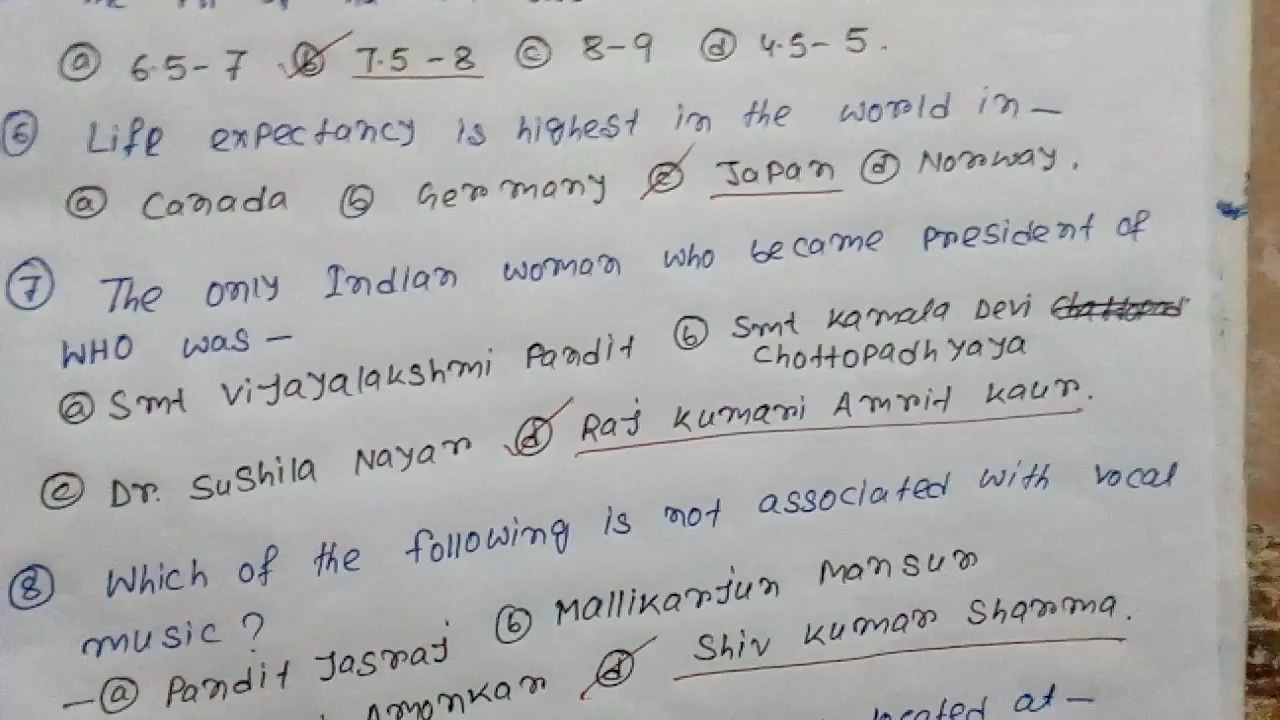 ⓐ 6.5-7 ⓑ 7.5-8 ⓒ 8-9 ⓓ 4.5-5.
⑥ Life expectancy is highest in the world in—
ⓐ Canada ⓑ Germany ⓒ Japan ⓓ Norway.
⑦ The only Indian woman who became president of
WHO was —
ⓐ Smt Vijayalakshmi Pandit ⓑ Smt Kamala Devi
Chottopadhyaya
ⓒ Dr. Sushila Nayar ⓓ Raj Kumari Amrit Kaur.
⑧ Which of the following is not associated with vocal
music?
—ⓐ Pandit Jasraj ⓑ Mallikarjun Mansur
Amonkar ⓓ Shiv Kumar Sharma.
at—